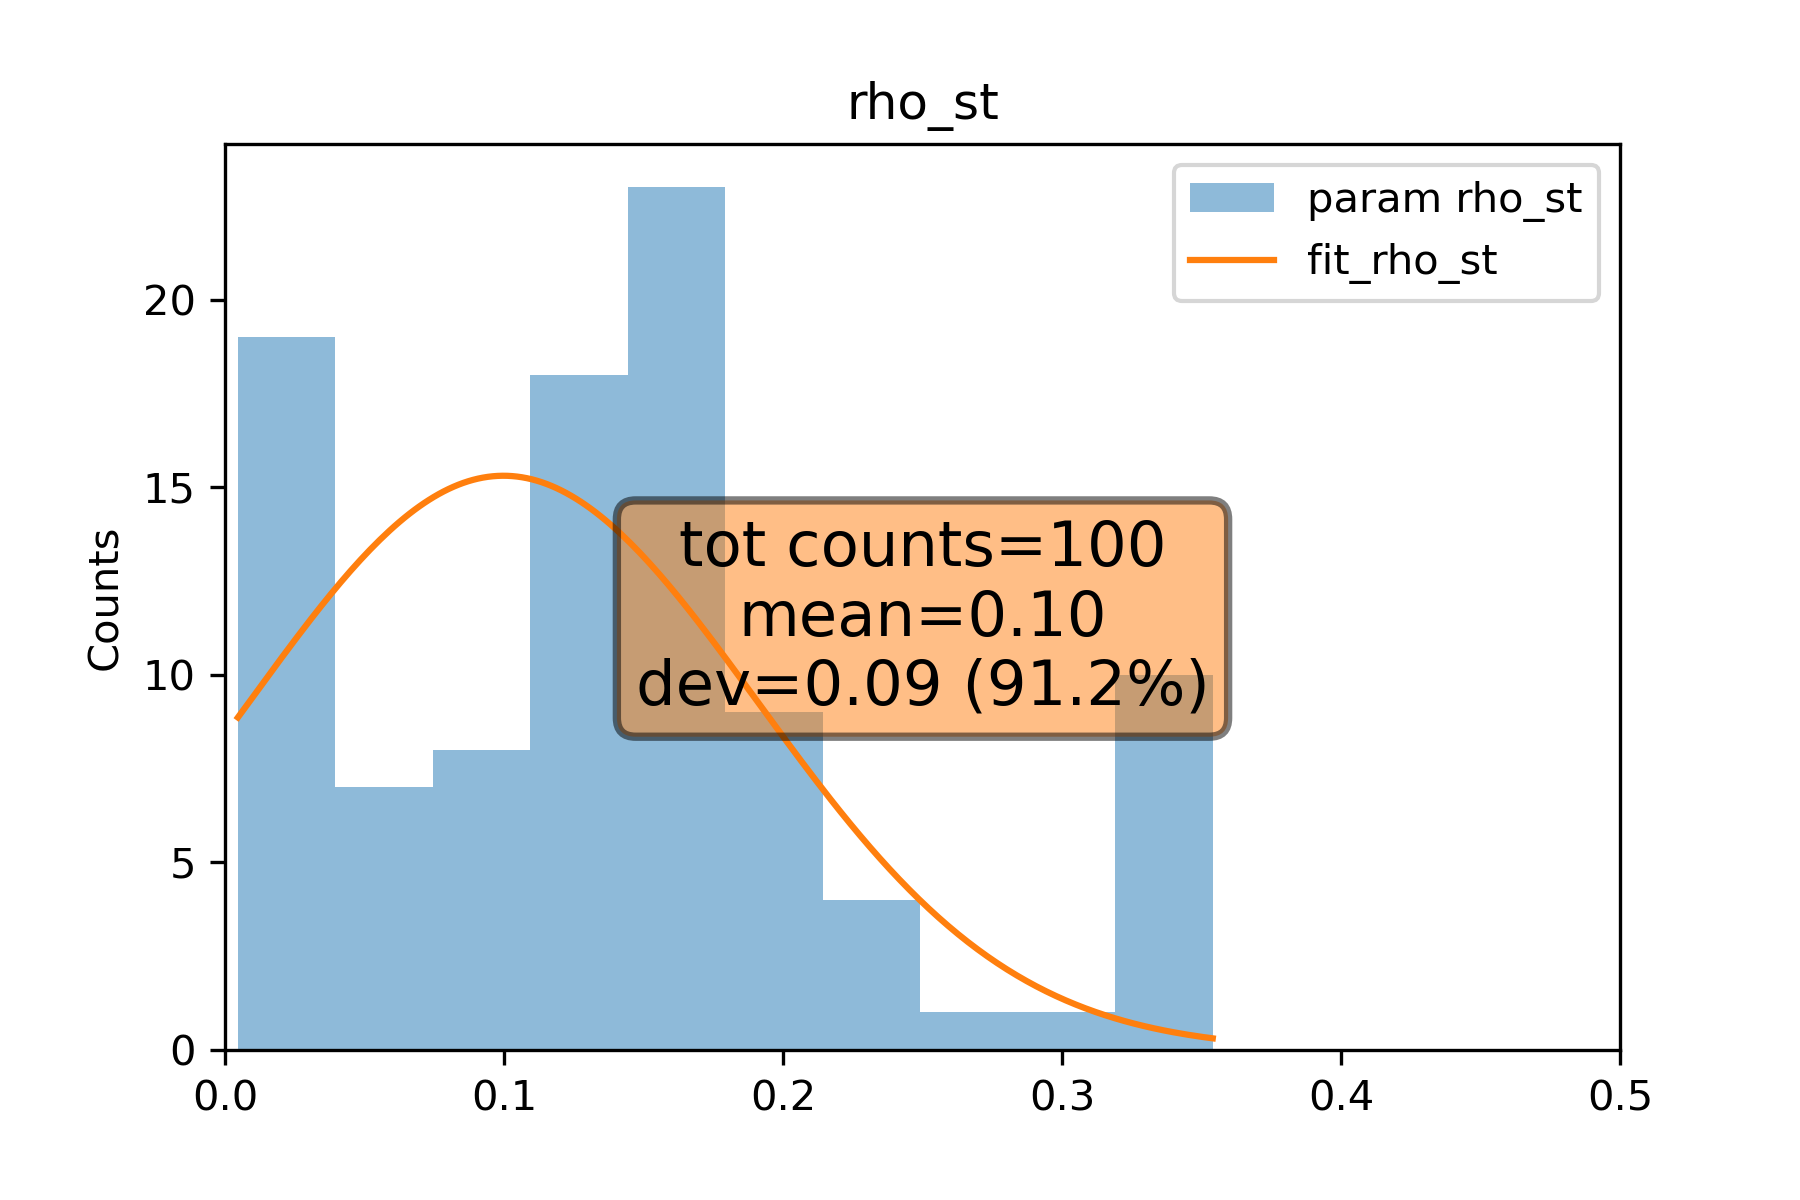 rho_st
param rho_st
fit_rho_st
20
15
10
5
0
Counts
tot counts=100
mean=0.10
dev=0.09 (91.2%)
0.0 0.1 0.2 0.3 0.4 0.5